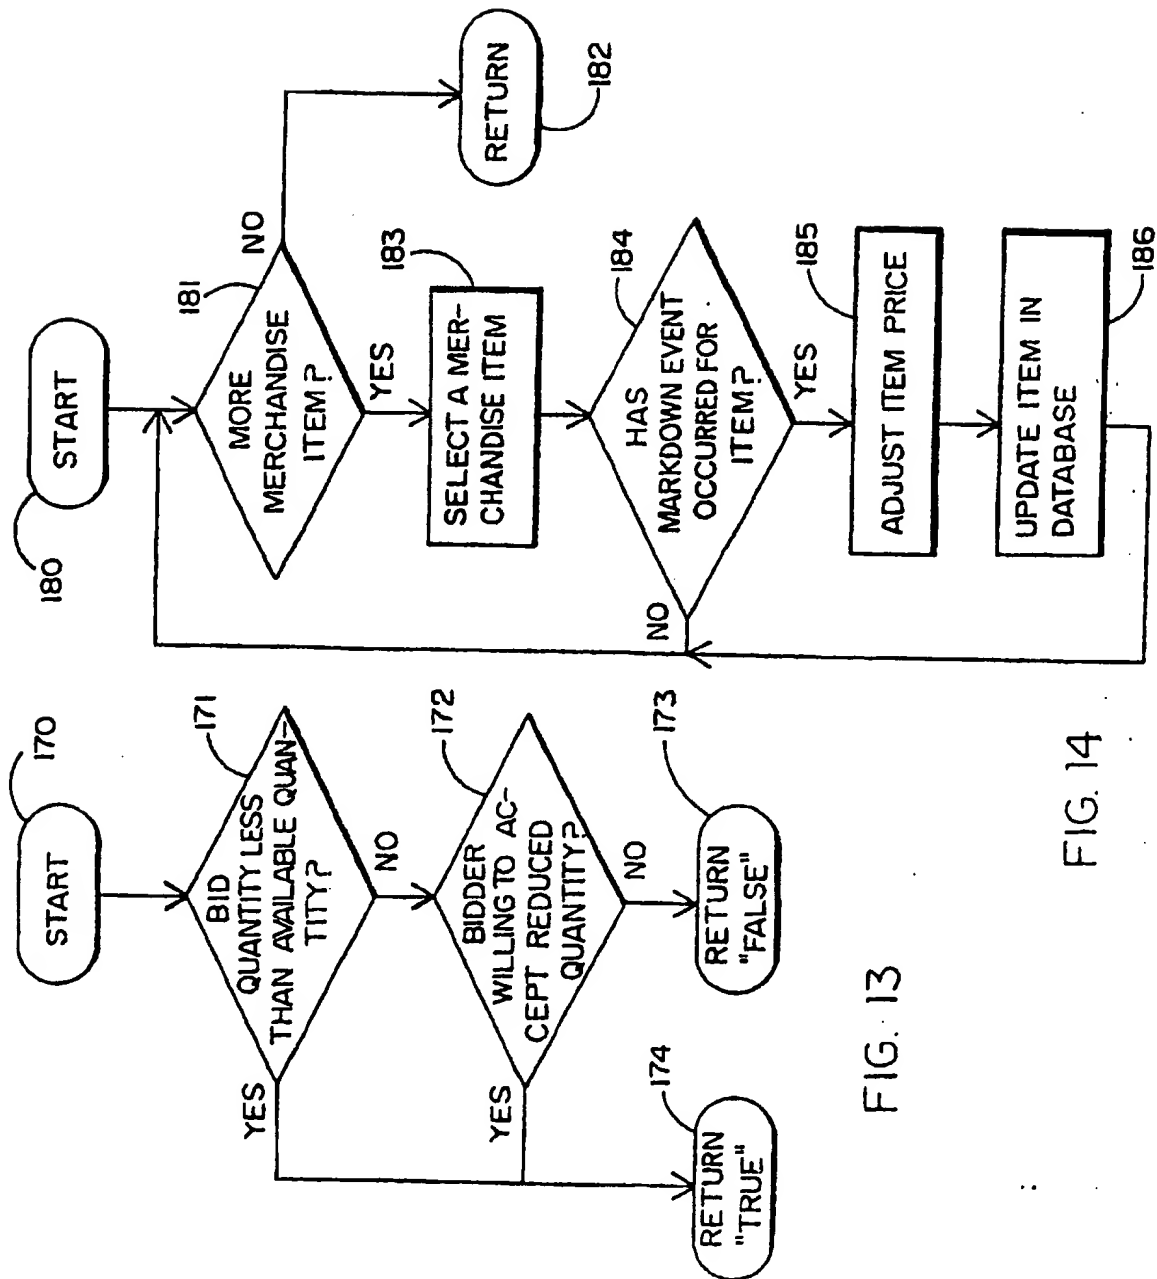 170
START
171
BID
QUANTITY LESS
THAN AVAILABLE QUAN-
TITY?
YES
NO
172
BIDDER
WILLING TO AC-
CEPT REDUCED
QUANTITY?
YES
NO
174
RETURN
"TRUE"
173
RETURN
"FALSE"
FIG. 13
180
START
181
MORE
MERCHANDISE
ITEM?
NO
YES
RETURN
182
183
SELECT A MER-
CHANDISE ITEM
184
HAS
MARKDOWN EVENT
OCCURRED FOR
ITEM?
NO
YES
185
ADJUST ITEM PRICE
UPDATE ITEM IN
DATABASE
186
FIG. 14